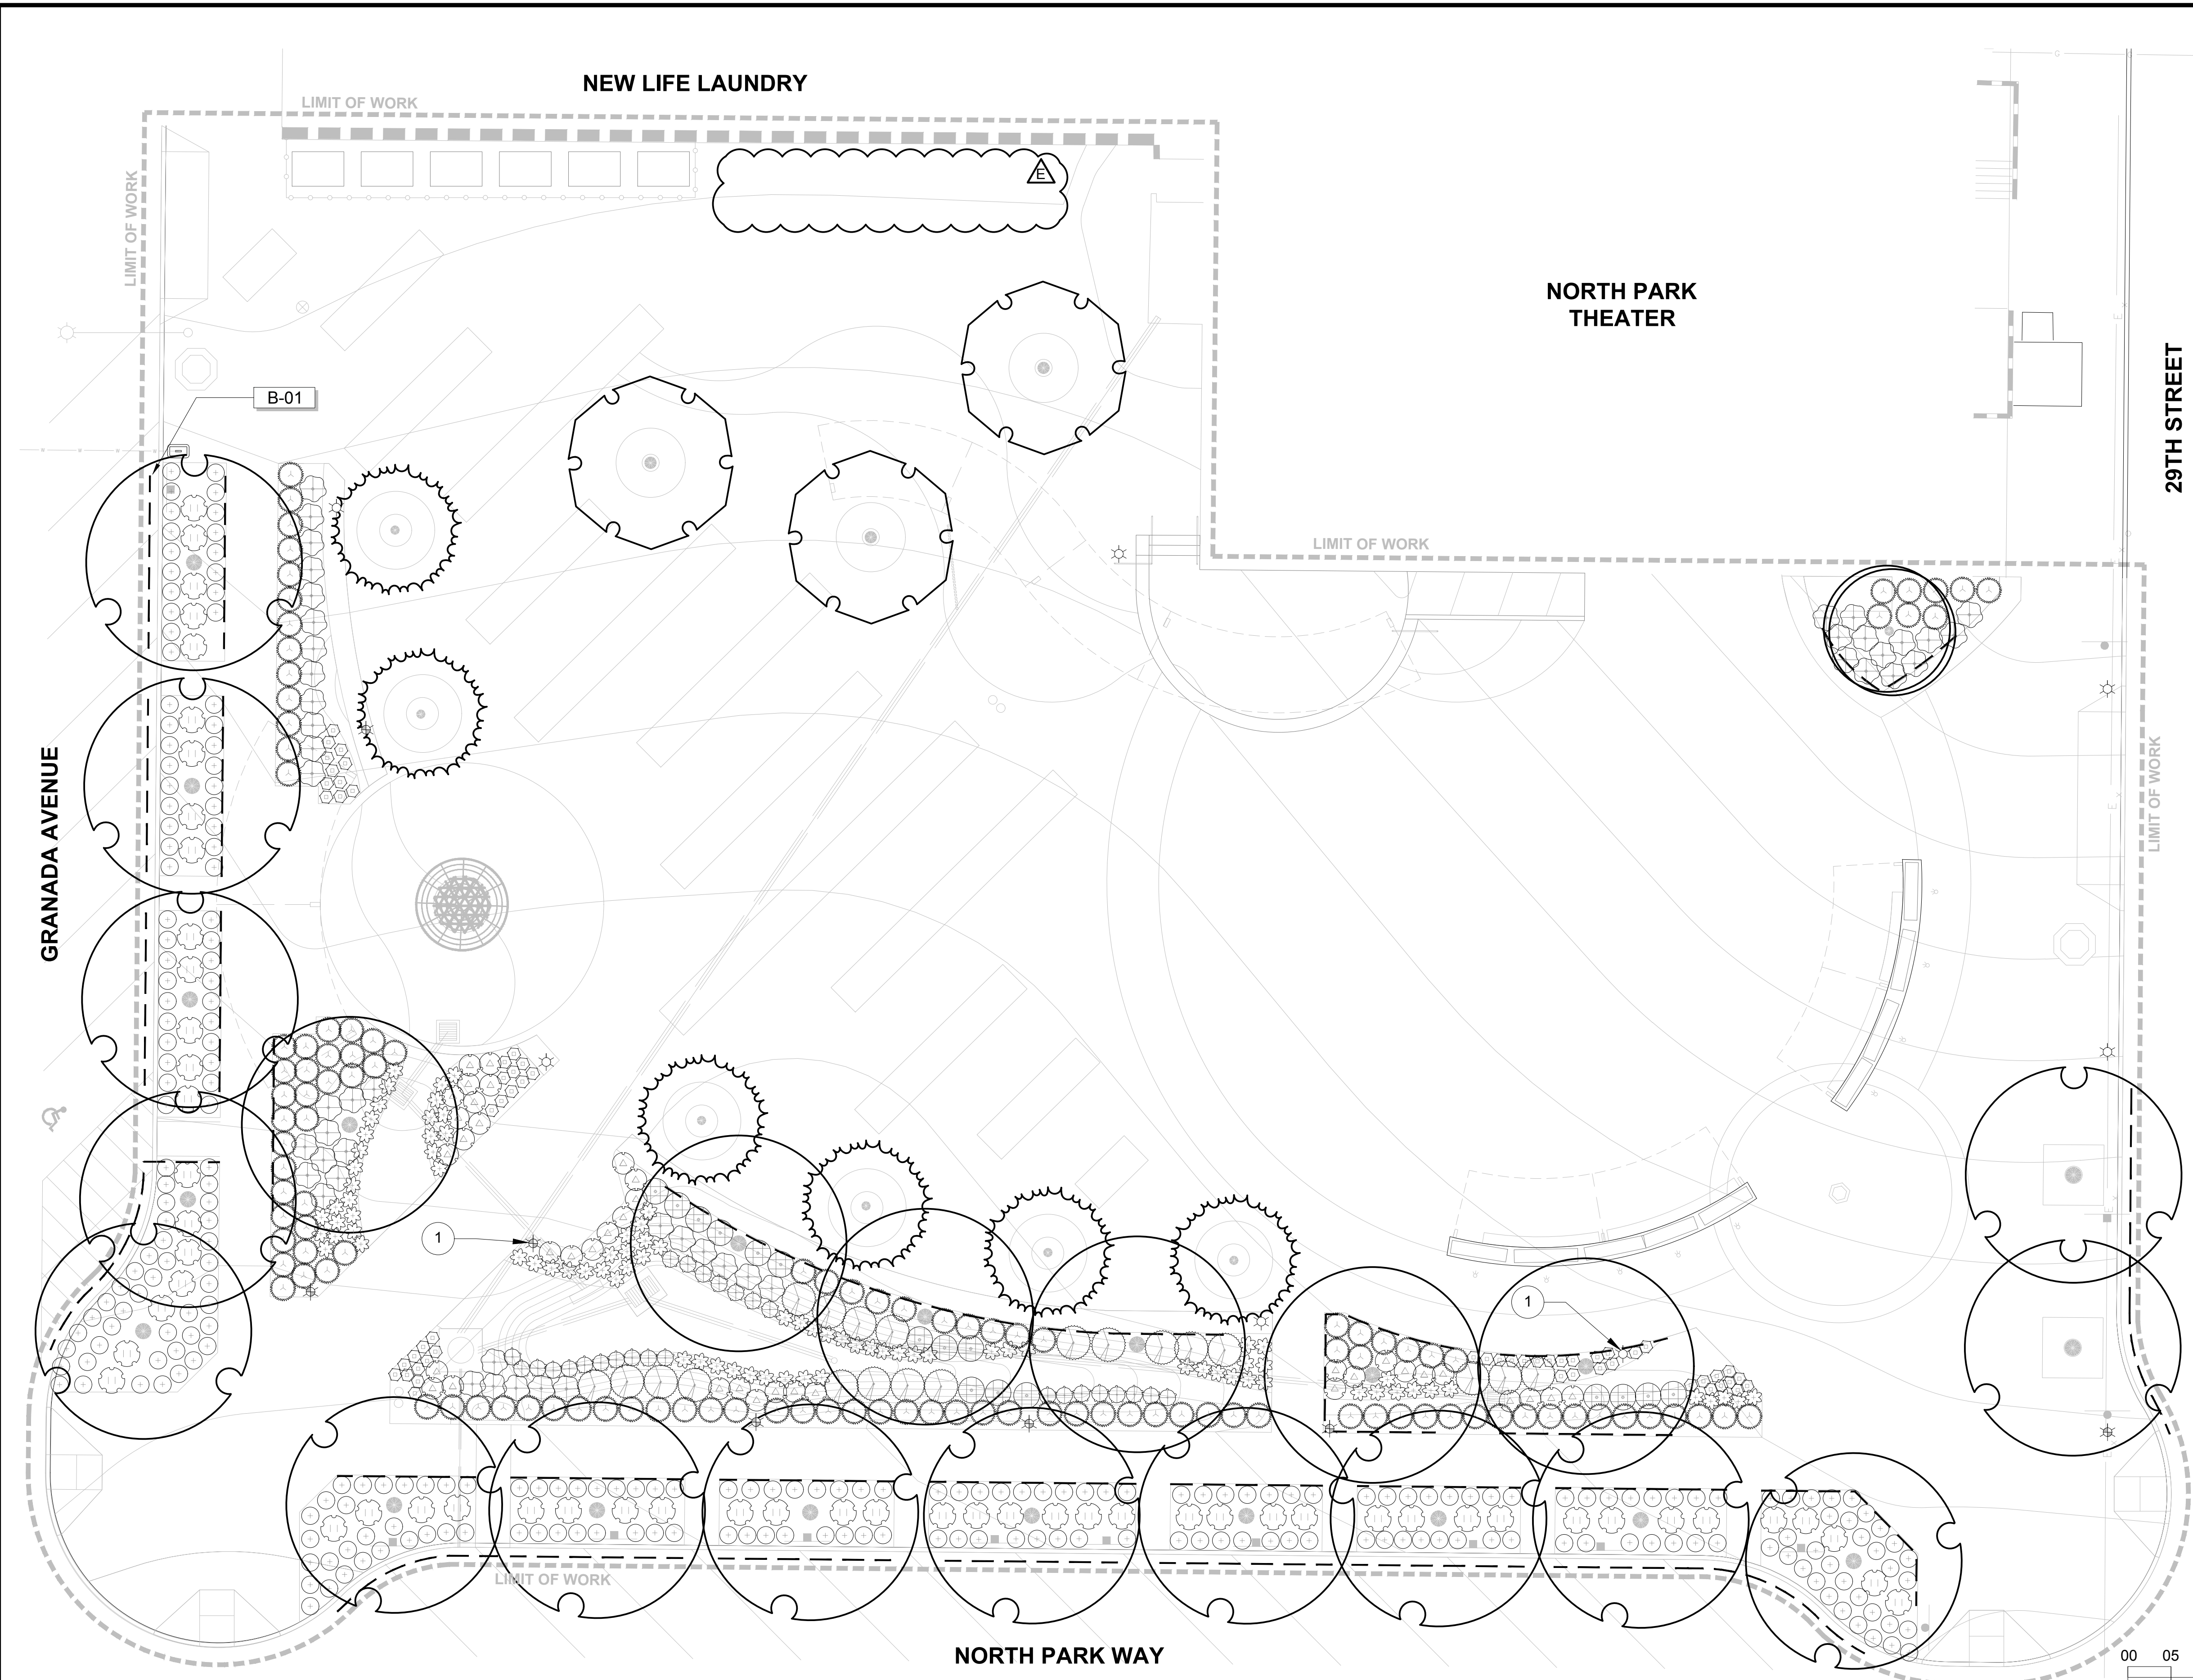 NEW LIFE LAUNDRY
LIMIT OF WORK
LIMIT OF WORK
E
NORTH PARK
THEATER
29TH STREET
B-01
LIMIT OF WORK
GRANADA AVENUE
LIMIT OF WORK
1
1
LIMIT OF WORK
NORTH PARK WAY
00 05